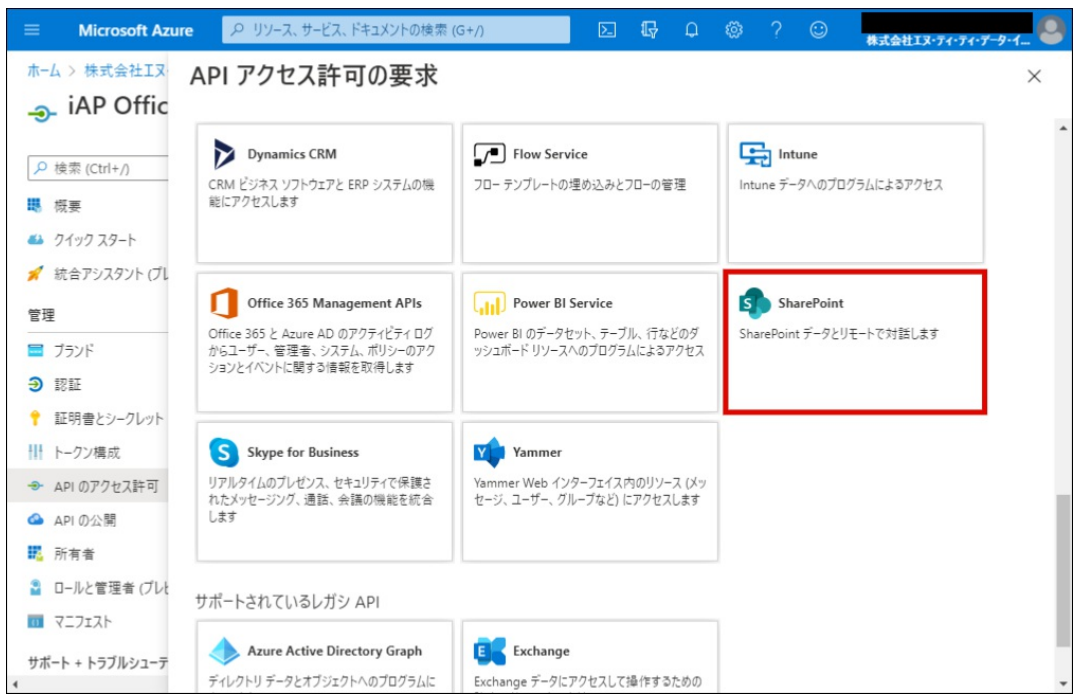 Microsoft Azure
リソース、サービス、ドキュメントの検索 (G+/)
株式会社エヌ・ティ・ティ・データ・イ...
ホーム > 株式会社エヌ・
iAP Offic
検索 (Ctrl+/)
概要
クイック スタート
統合アシスタント (プレ
管理
ブランド
認証
証明書とシークレット
トークン構成
API のアクセス許可
API の公開
所有者
ロールと管理者 (プレビ
マニフェスト
サポート + トラブルシューテ
API アクセス許可の要求
Dynamics CRM
CRM ビジネス ソフトウェアと ERP システムの機
能にアクセスします
Flow Service
フロー テンプレートの埋め込みとフローの管理
Intune
Intune データへのプログラムによるアクセス
Office 365 Management APIs
Office 365 と Azure AD のアクティビティ ログ
からユーザー、管理者、システム、ポリシーのアク
ションとイベントに関する情報を取得します
Power BI Service
Power BI のデータセット、テーブル、行などのダ
ッシュボード リソースへのプログラムによるアクセス
SharePoint
SharePoint データとリモートで対話します
Skype for Business
リアルタイムのプレゼンス、セキュリティで保護さ
れたメッセージング、通話、会議の機能を統合
します
Yammer
Yammer Web インターフェイス内のリソース (メッ
セージ、ユーザー、グループなど) にアクセスします
サポートされているレガシ API
Azure Active Directory Graph
ディレクトリ データとオブジェクトへのプログラムに
Exchange
Exchange データにアクセスして操作するための